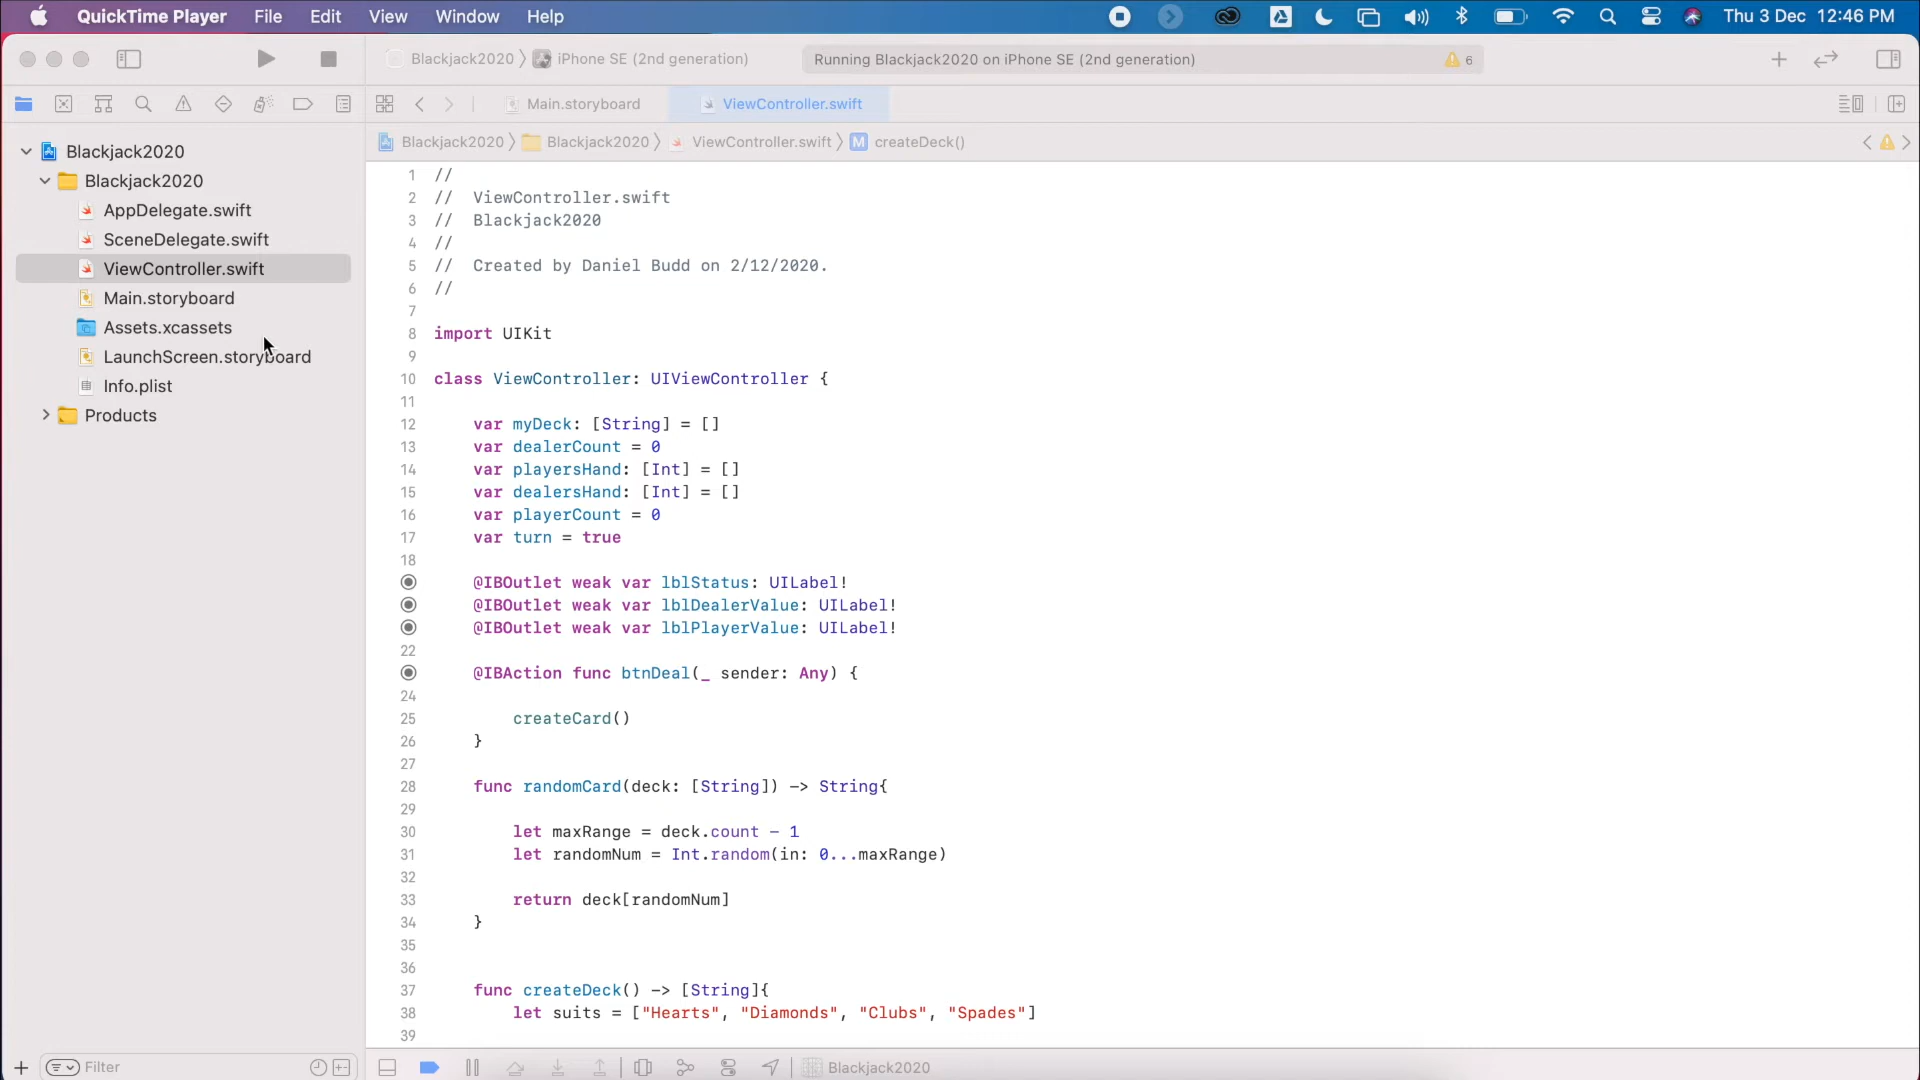 QuickTime Player File Edit View Window Help Thu 3 Dec 12:46 PM
Blackjack2020 iPhone SE (2nd generation) Running Blackjack2020 on iPhone SE (2nd generation) 6
Main.storyboard ViewController.swift
Blackjack2020 Blackjack2020 ViewController.swift M createDeck()
Blackjack2020
Blackjack2020
AppDelegate.swift
SceneDelegate.swift
ViewController.swift
Main.storyboard
Assets.xcassets
LaunchScreen.storyboard
Info.plist
Products
1 //
2 // ViewController.swift
3 // Blackjack2020
4 //
5 // Created by Daniel Budd on 2/12/2020.
6 //
7
8 import UIKit
9
10 class ViewController: UIViewController {
11
12 var myDeck: [String] = []
13 var dealerCount = 0
14 var playersHand: [Int] = []
15 var dealersHand: [Int] = []
16 var playerCount = 0
17 var turn = true
18
@IBOutlet weak var lblStatus: UILabel!
@IBOutlet weak var lblDealerValue: UILabel!
@IBOutlet weak var lblPlayerValue: UILabel!
22
@IBAction func btnDeal(_ sender: Any) {
24
25 createCard()
26 }
27
28 func randomCard(deck: [String]) -> String{
29
30 let maxRange = deck.count - 1
31 let randomNum = Int.random(in: 0...maxRange)
32
33 return deck[randomNum]
34 }
35
36
37 func createDeck() -> [String]{
38 let suits = ["Hearts", "Diamonds", "Clubs", "Spades"]
39
Filter Blackjack2020